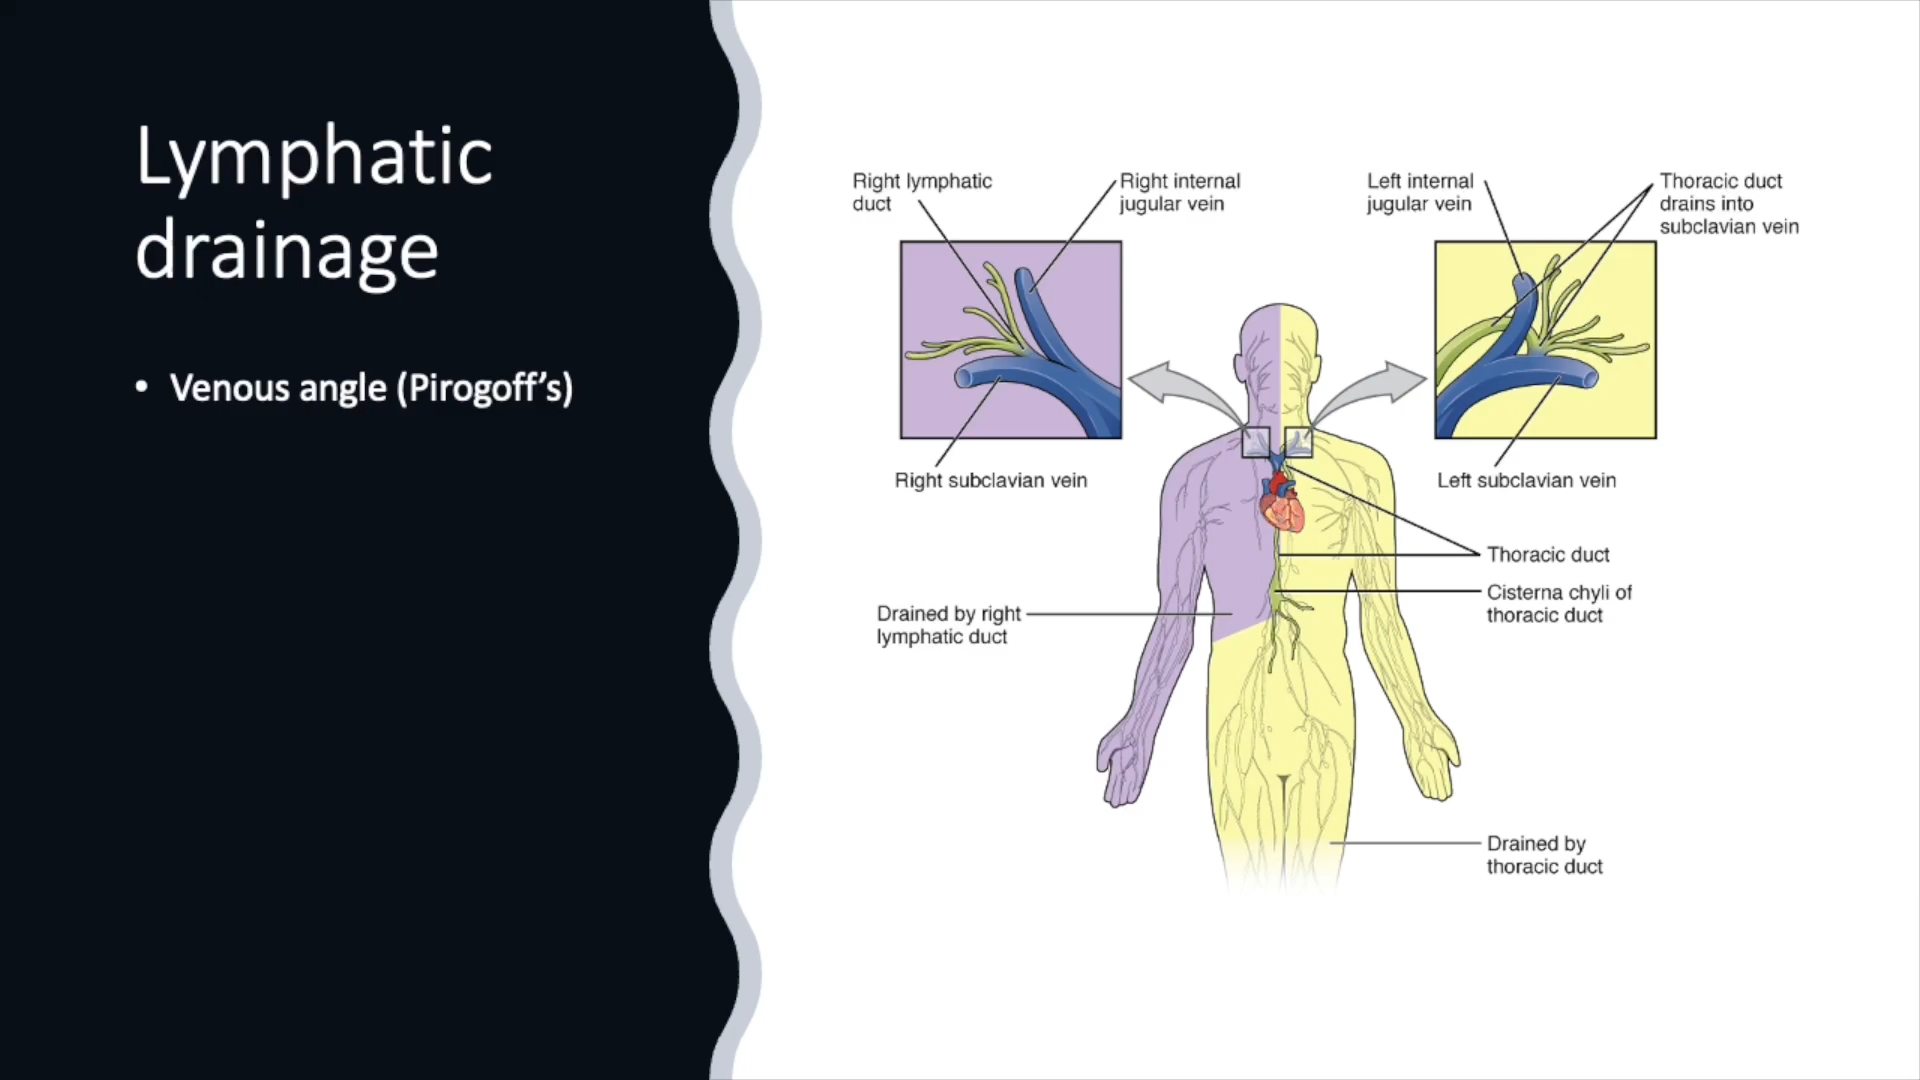 Lymphatic
drainage
• Venous angle (Pirogoff’s)
Right lymphatic
duct
Right internal
jugular vein
Left internal
jugular vein
Thoracic duct
drains into
subclavian vein
Right subclavian vein
Left subclavian vein
Thoracic duct
Cisterna chyli of
thoracic duct
Drained by right
lymphatic duct
Drained by
thoracic duct